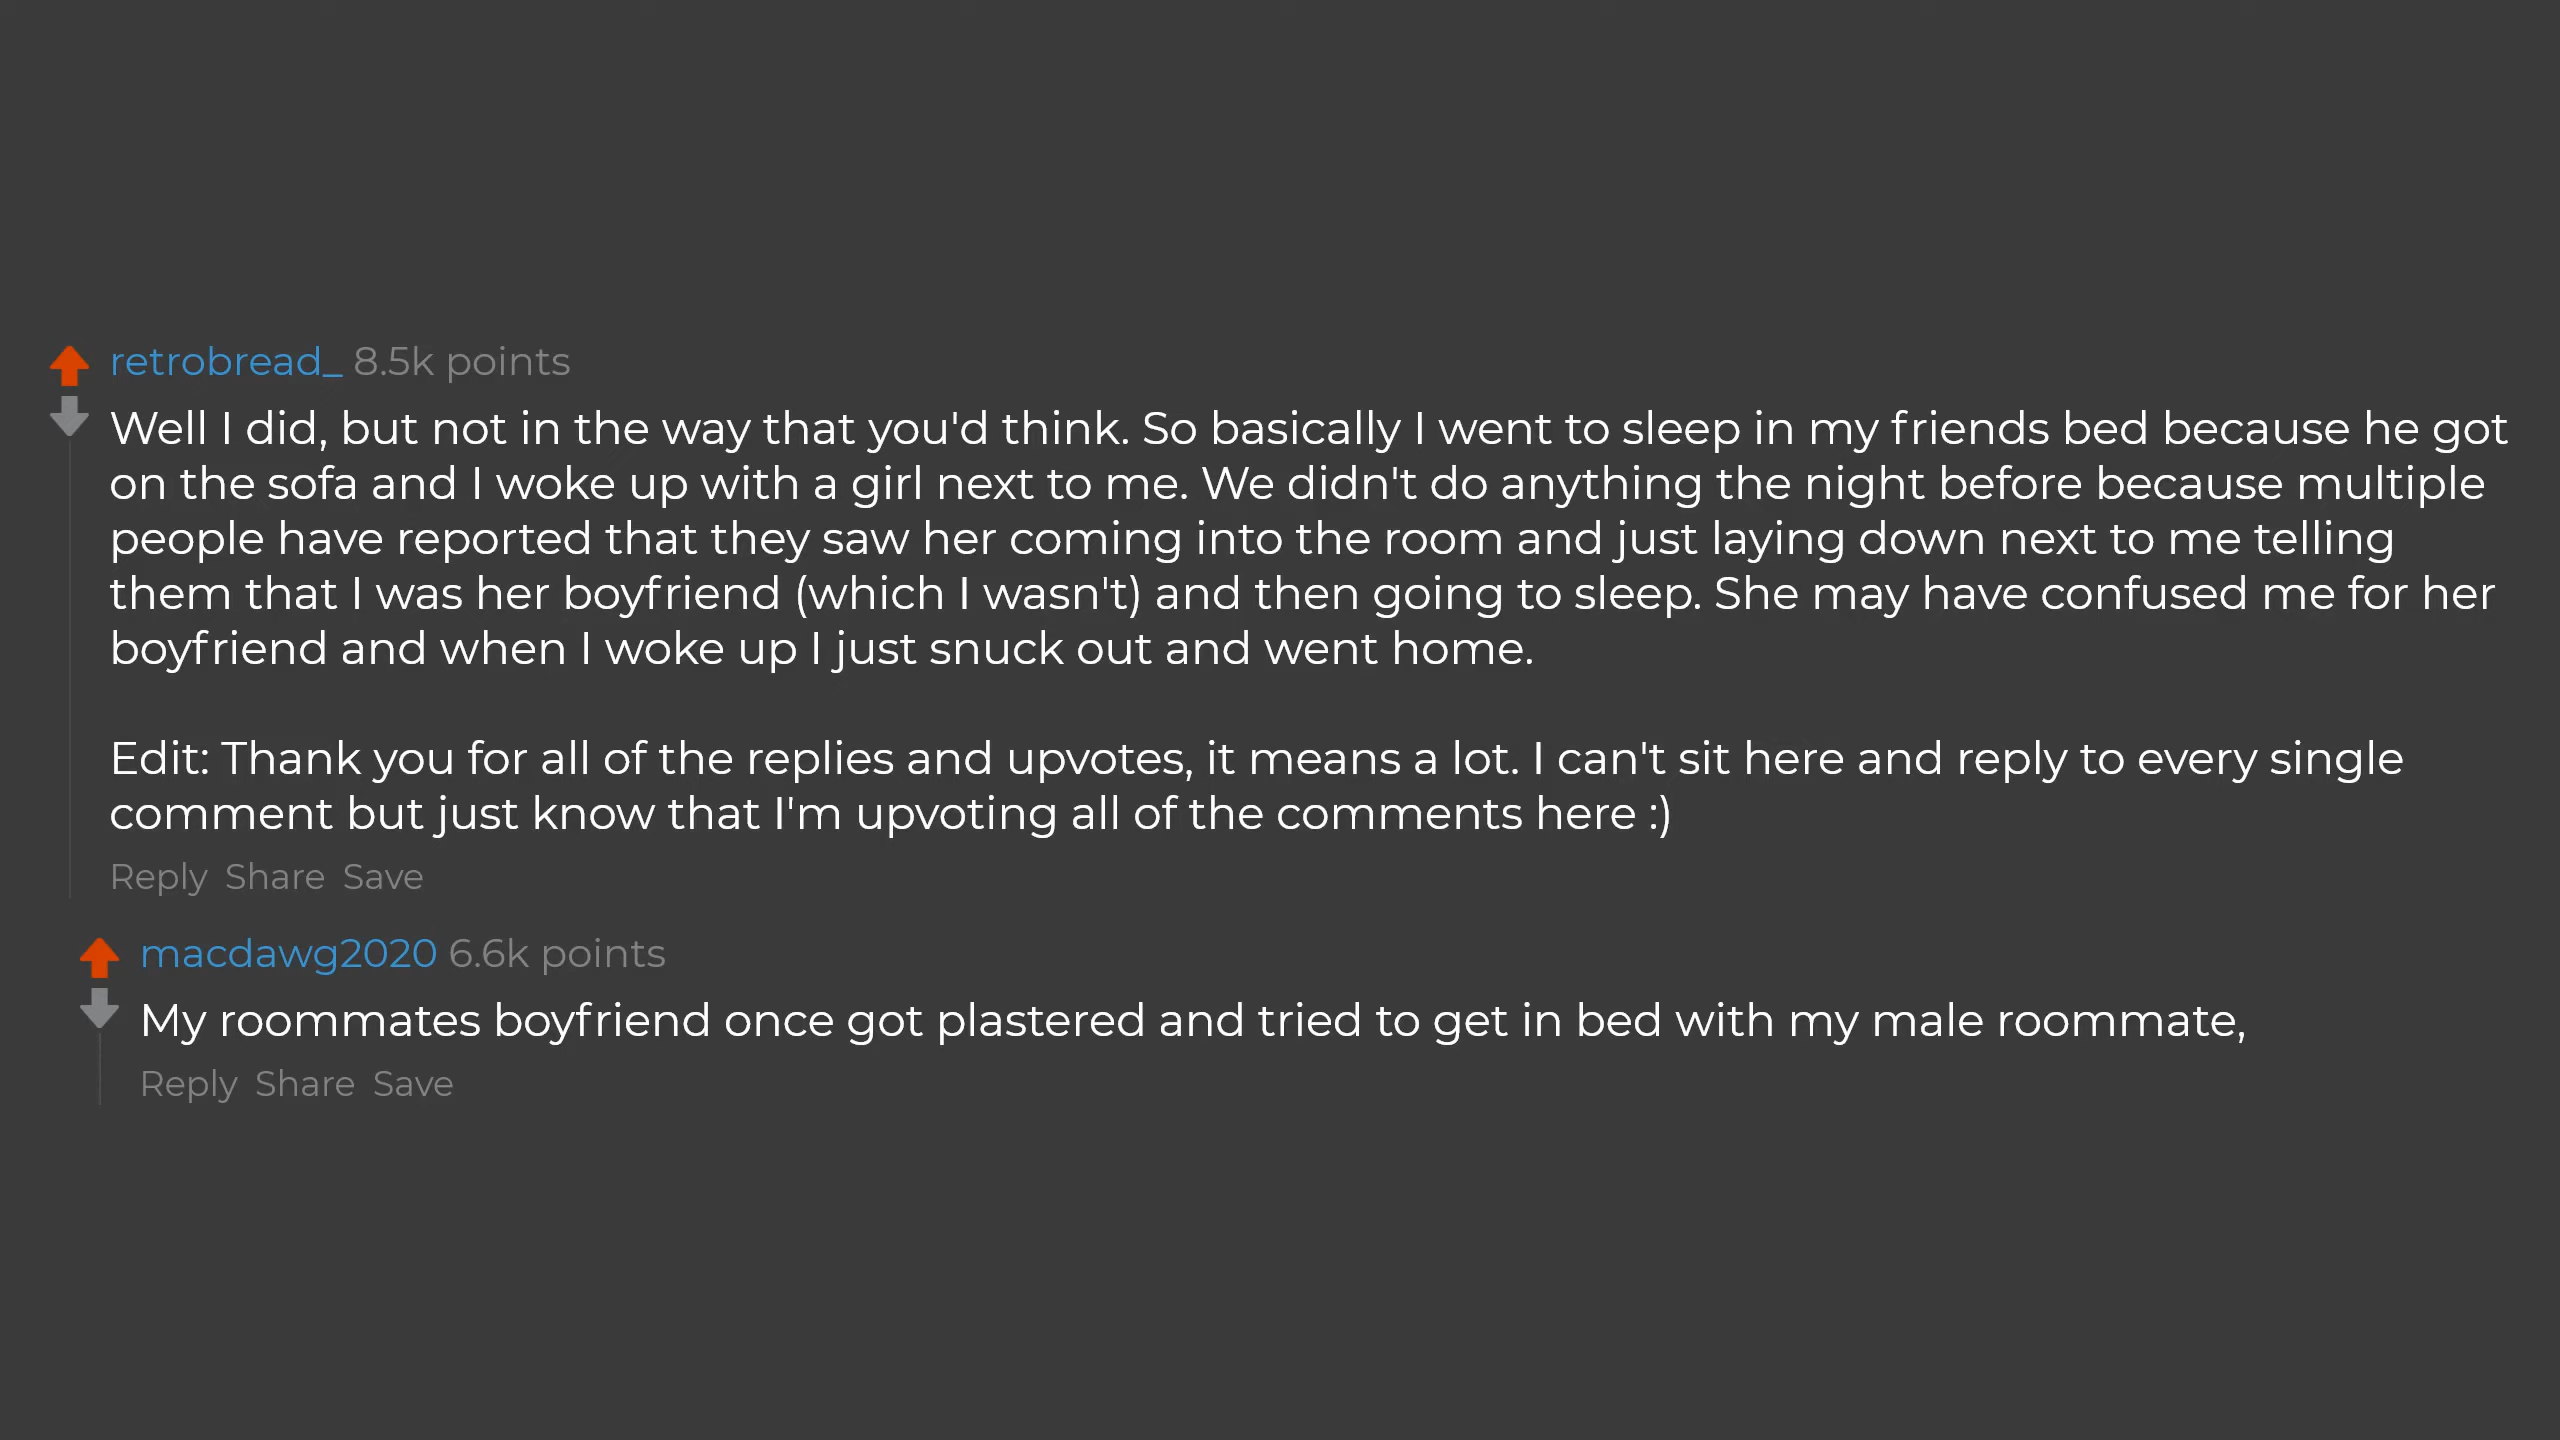 retrobread_ 8.5k points
Well I did, but not in the way that you'd think. So basically I went to sleep in my friends bed because he got
on the sofa and I woke up with a girl next to me. We didn't do anything the night before because multiple
people have reported that they saw her coming into the room and just laying down next to me telling
them that I was her boyfriend (which I wasn't) and then going to sleep. She may have confused me for her
boyfriend and when I woke up I just snuck out and went home.
Edit: Thank you for all of the replies and upvotes, it means a lot. I can't sit here and reply to every single
comment but just know that I'm upvoting all of the comments here :)
Reply Share Save
macdawg2020 6.6k points
My roommates boyfriend once got plastered and tried to get in bed with my male roommate,
Reply Share Save